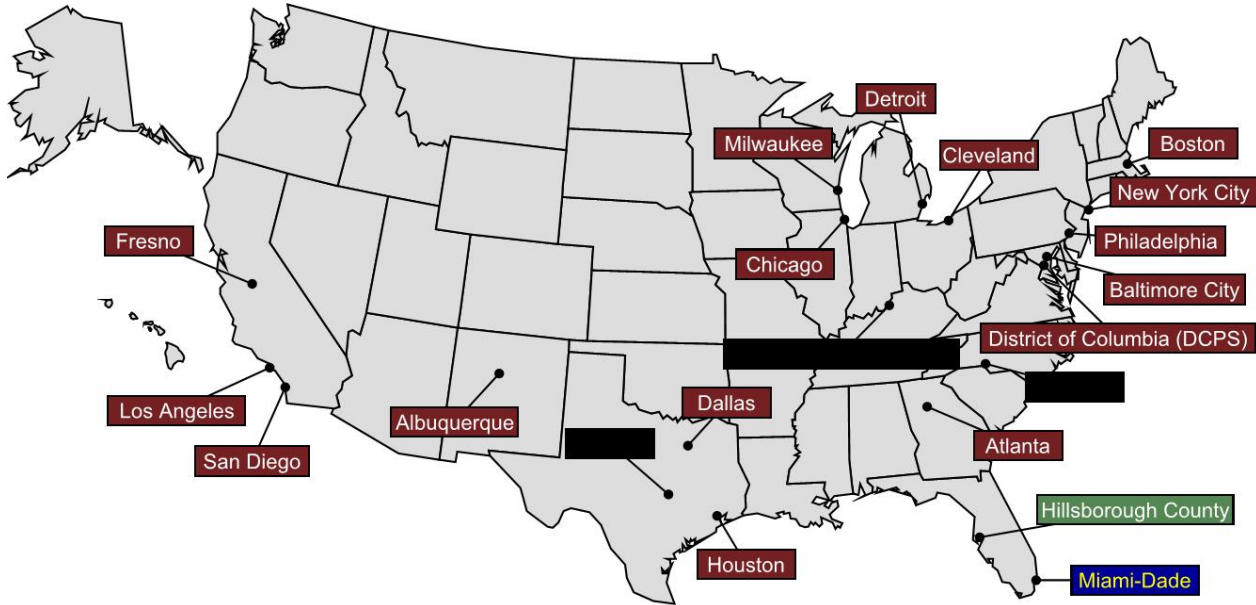 Detroit
Milwaukee
Cleveland
Boston
New York City
Fresno
Philadelphia
Chicago
Baltimore City
District of Columbia (DCPS)
Los Angeles
Dallas
Albuquerque
San Diego
Atlanta
Hillsborough County
Houston
Miami-Dade